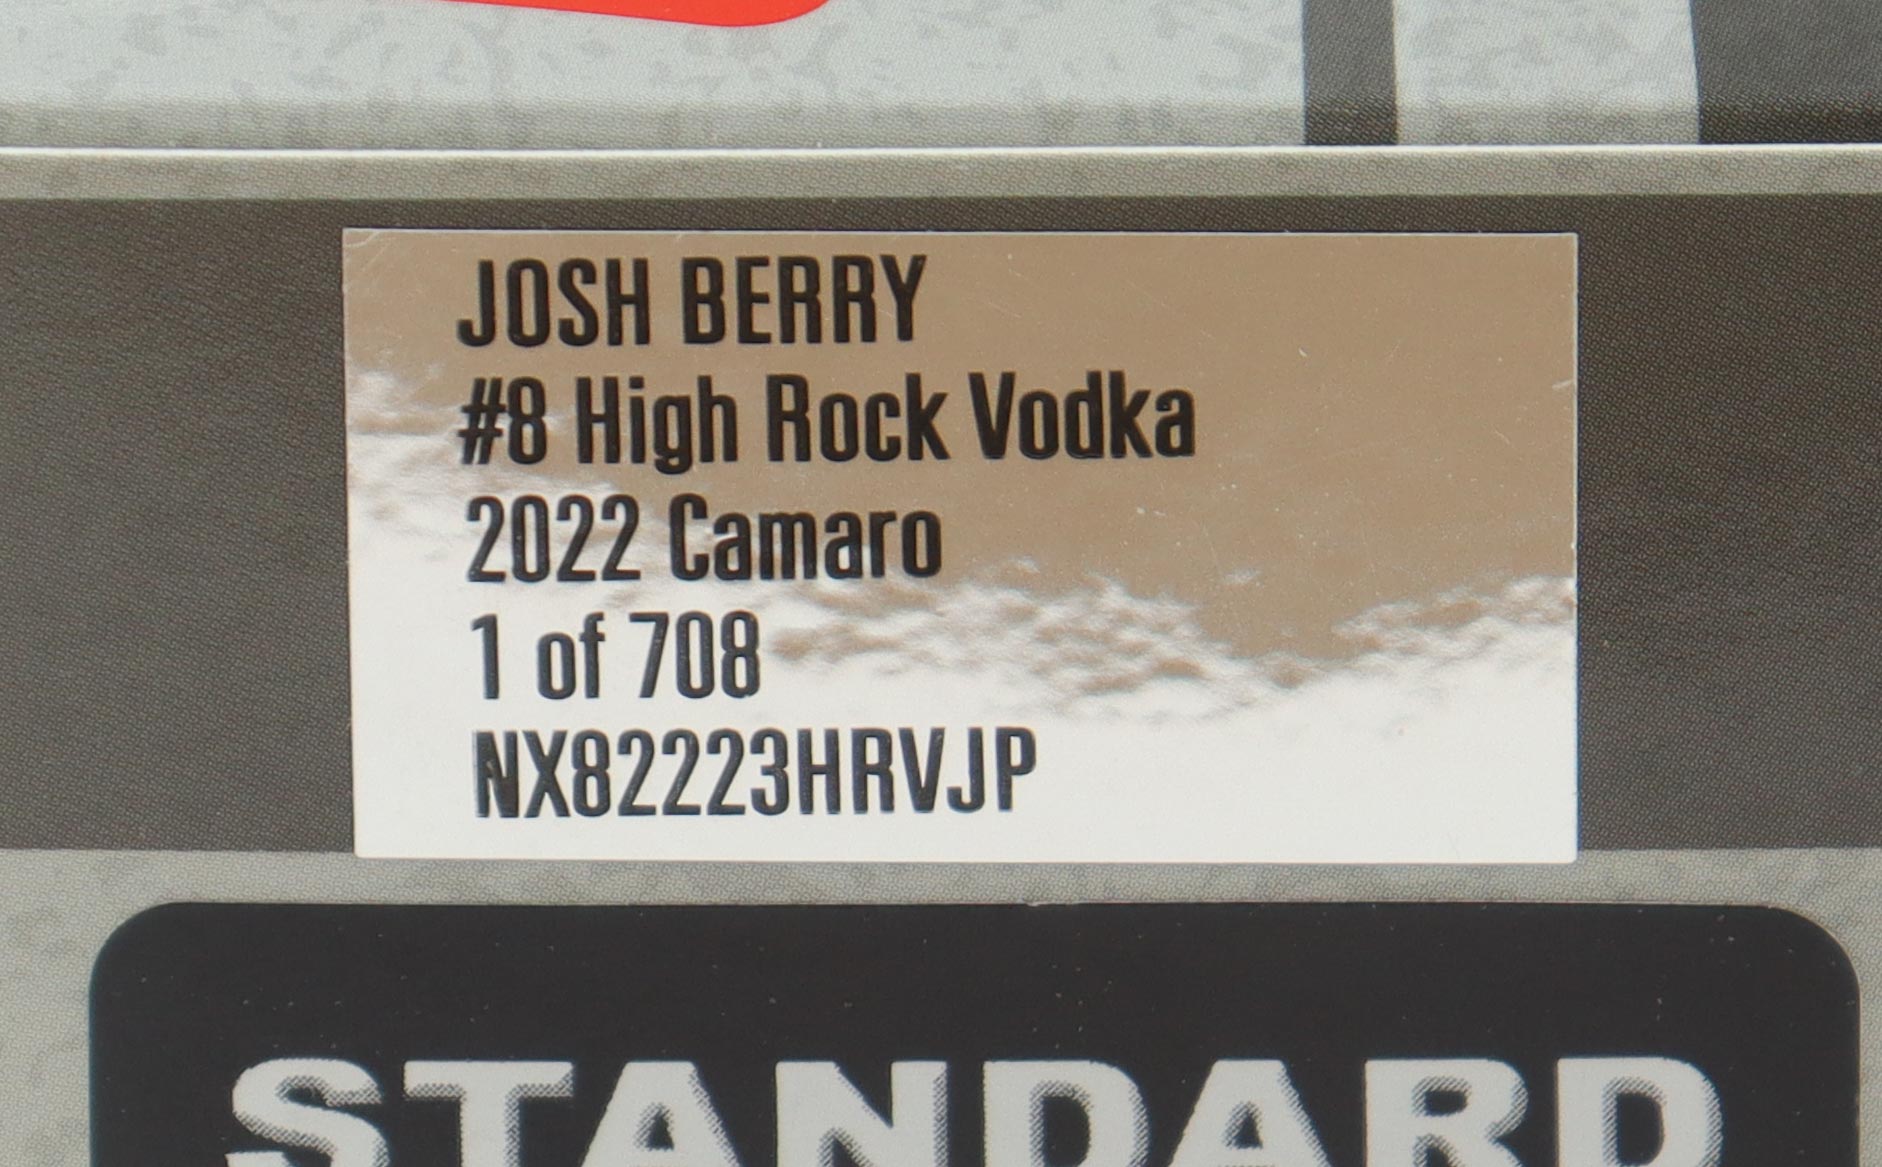 JOSH BERRY
#8 High Rock Vodka
2022 Camaro
1 of 708
NX82223HRVJP
STANDARD